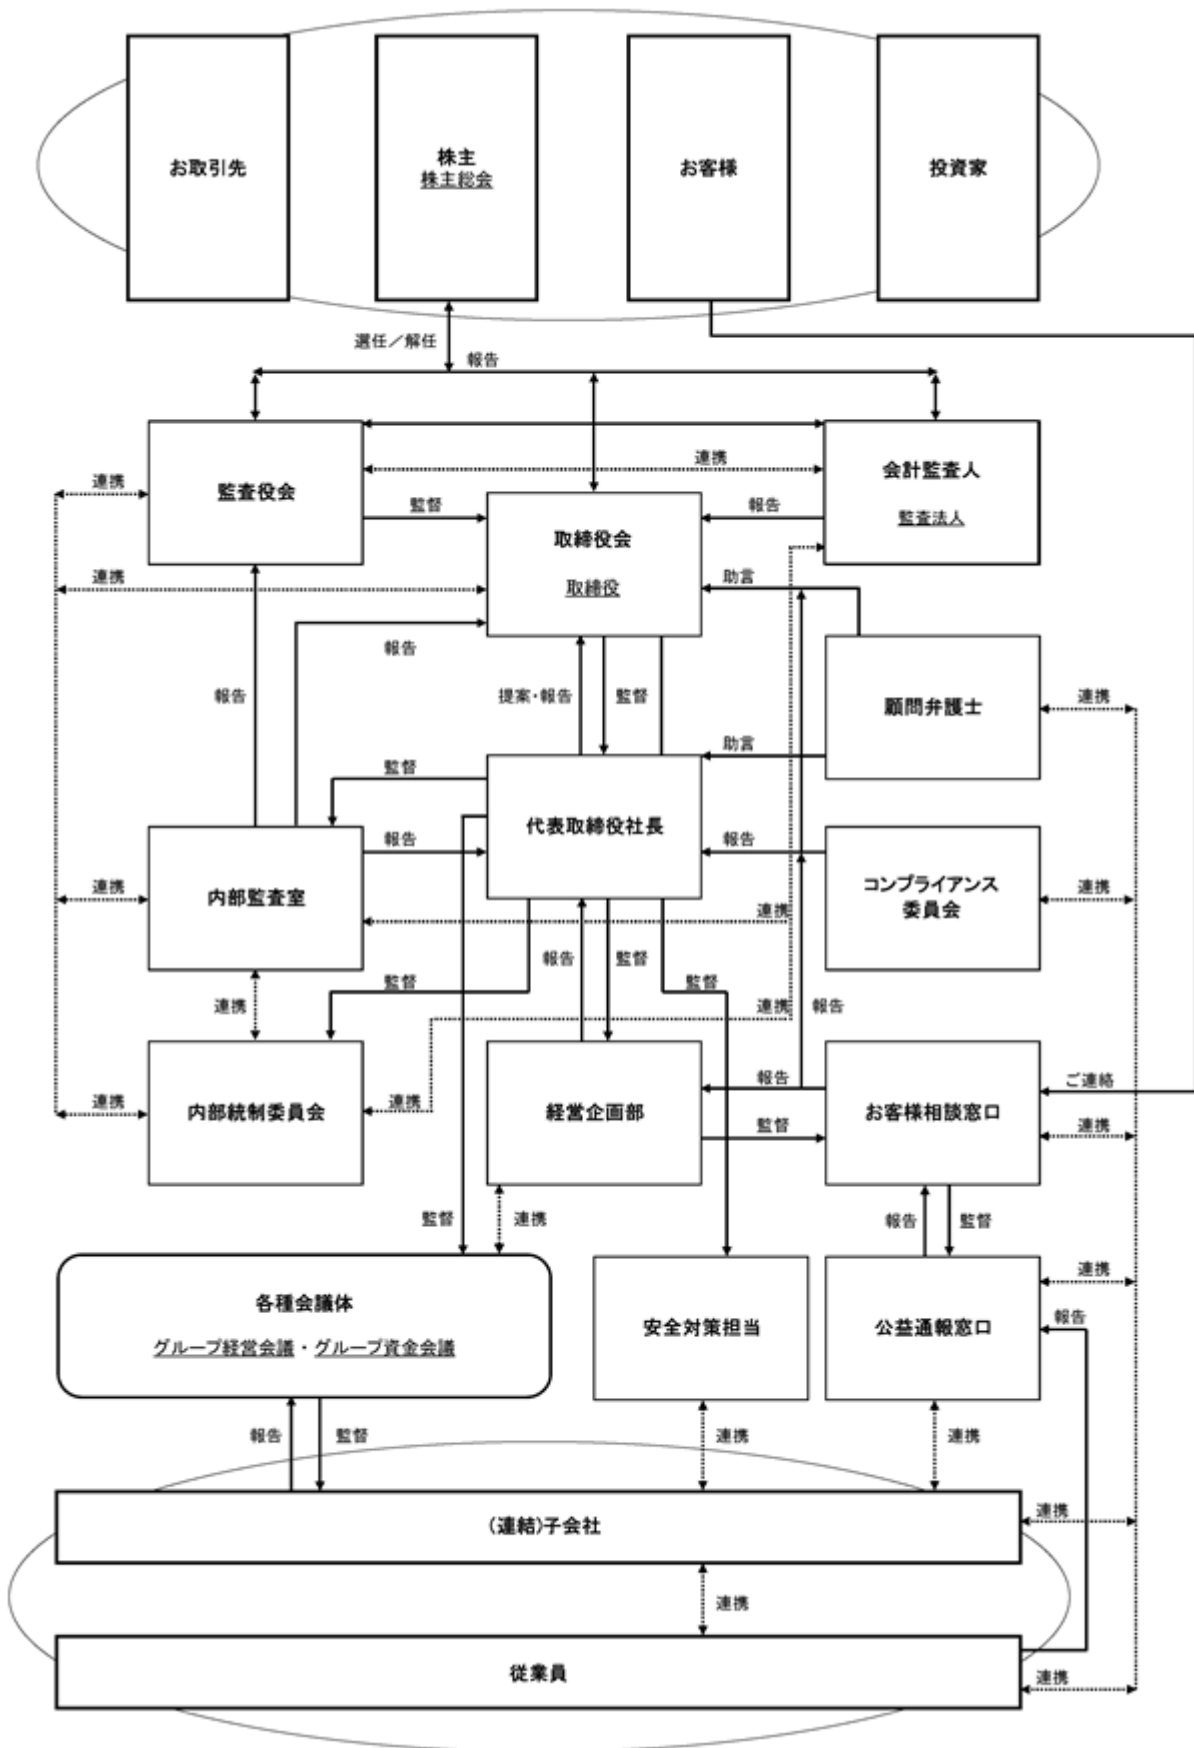 お取引先
株主
株主総会
お客様
投資家
選任／解任
報告
連携
連携
監査役会
会計監査人
監査法人
監督
報告
取締役会
取締役
連携
助言
報告
報告
提案・報告
監督
顧問弁護士
連携
助言
監督
代表取締役社長
報告
報告
コンプライアンス
委員会
内部監査室
連携
連携
連携
報告
監督
監督
監督
連携
連携
報告
報告
ご連絡
連携
内部統制委員会
連携
経営企画部
お客様相談窓口
監督
連携
監督
連携
報告
監督
連携
各種会議体
グループ経営会議・グループ資金会議
安全対策担当
公益通報窓口
報告
報告
監督
連携
連携
（連結）子会社
連携
連携
従業員
連携